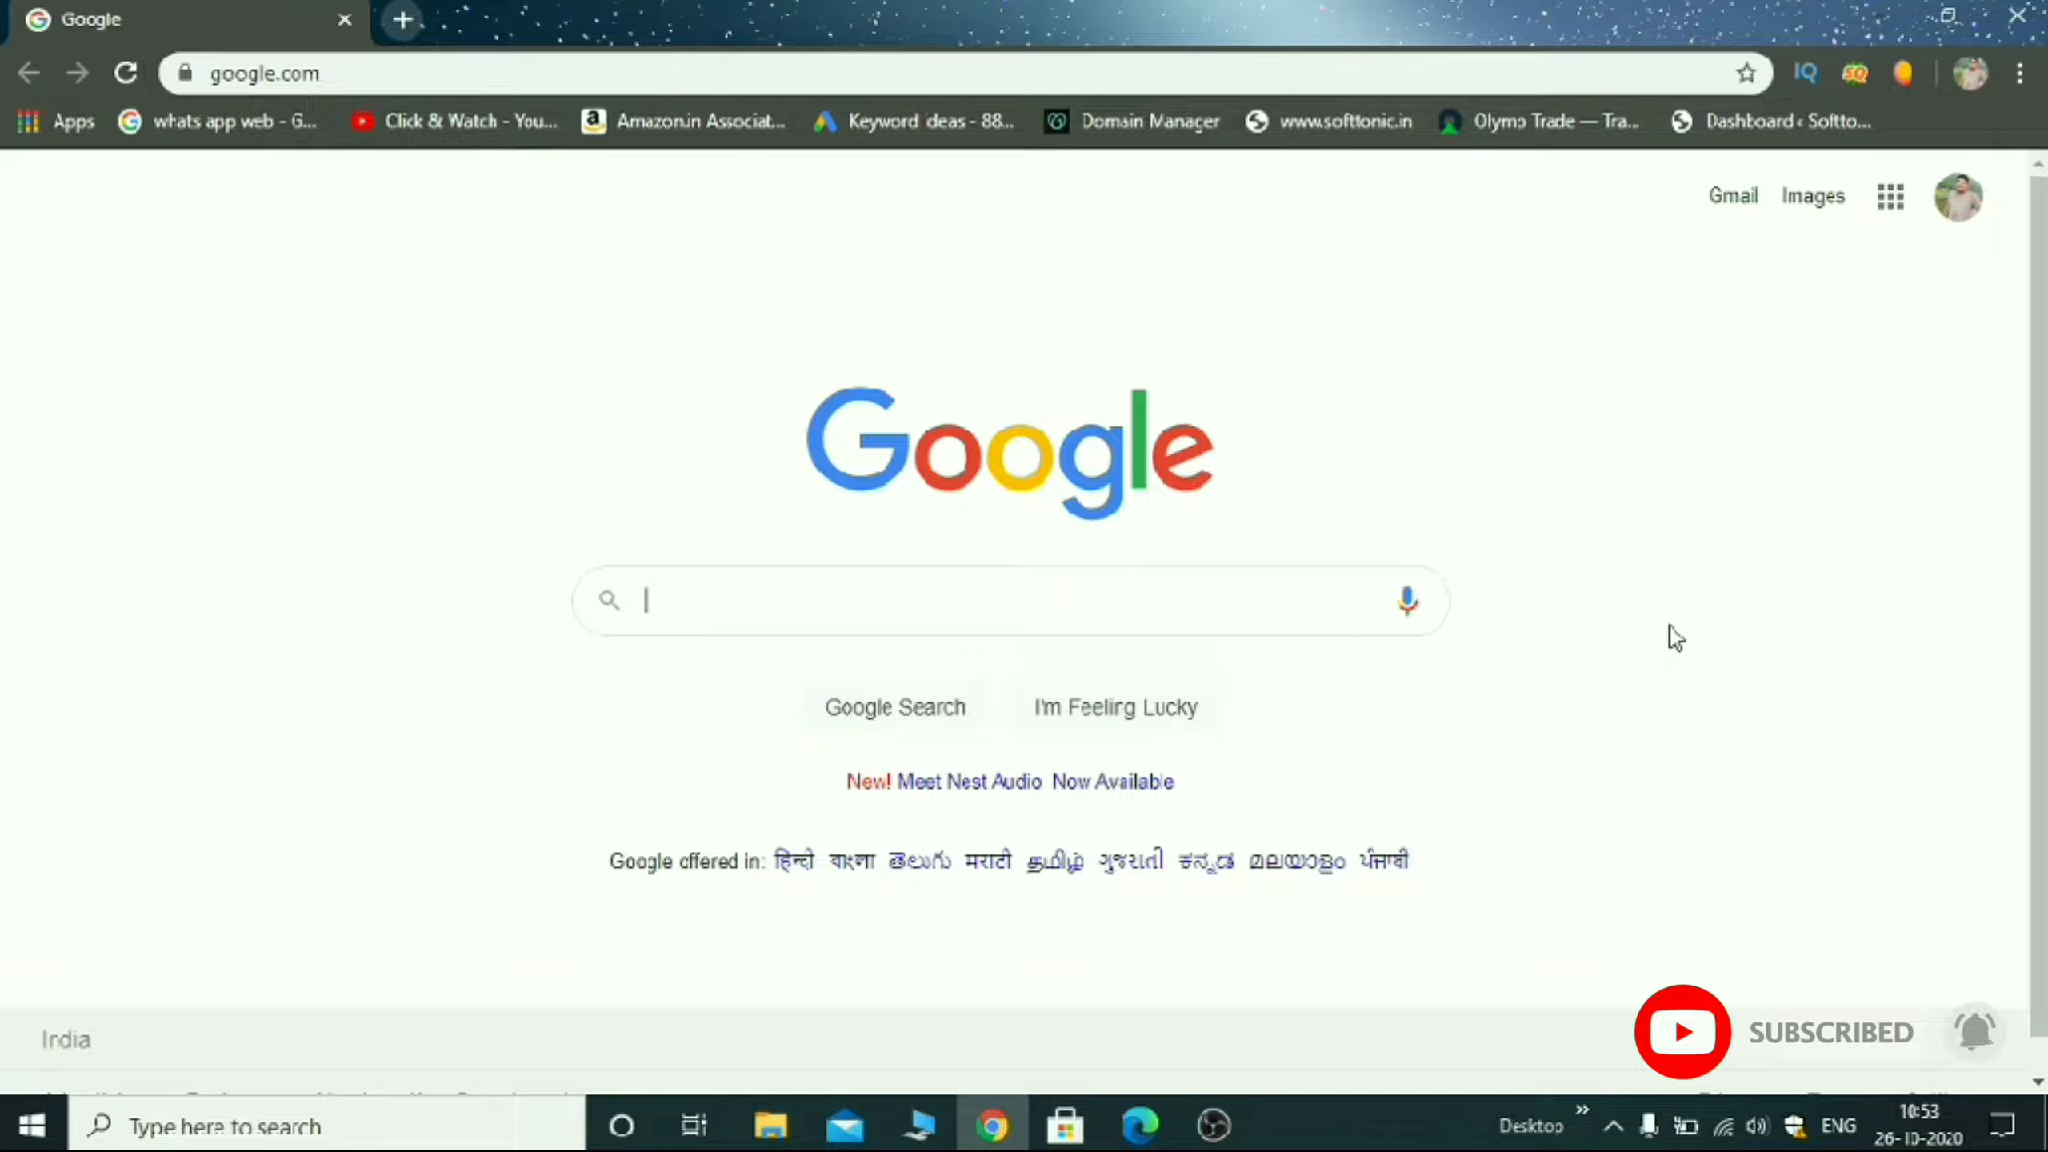 Google
google.com
Apps whats app web - G... Click & Watch - You... Amazon.in Associat... Keyword ideas - 88... Domain Manager www.softtonic.in Olymp Trade — Tra... Dashboard ‹ Softto...
Gmail Images
Google
Google Search I'm Feeling Lucky
New! Meet Nest Audio Now Available
Google offered in: हिन्दी বাংলা తెలుగు मराठी தமிழ் ગુજરાતી ಕನ್ನಡ മലയാളം ਪੰਜਾਬੀ
India
SUBSCRIBED
Type here to search
Desktop
ENG
10:53
26-10-2020